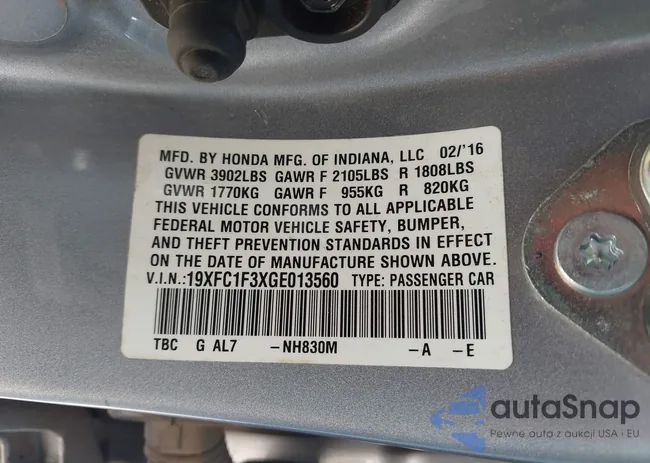 MFD. BY HONDA MFG. OF INDIANA, LLC 02/'16
GVWR 3902LBS GAWR F 2105LBS R 1808LBS
GVWR 1770KG GAWR F 955KG R 820KG
THIS VEHICLE CONFORMS TO ALL APPLICABLE
FEDERAL MOTOR VEHICLE SAFETY, BUMPER,
AND THEFT PREVENTION STANDARDS IN EFFECT
ON THE DATE OF MANUFACTURE SHOWN ABOVE.
V.I.N.:19XFC1F3XGE013560 TYPE: PASSENGER CAR
TBC G AL7 -NH830M -A -E
autaSnap
Pewne auta z aukcji USA i EU